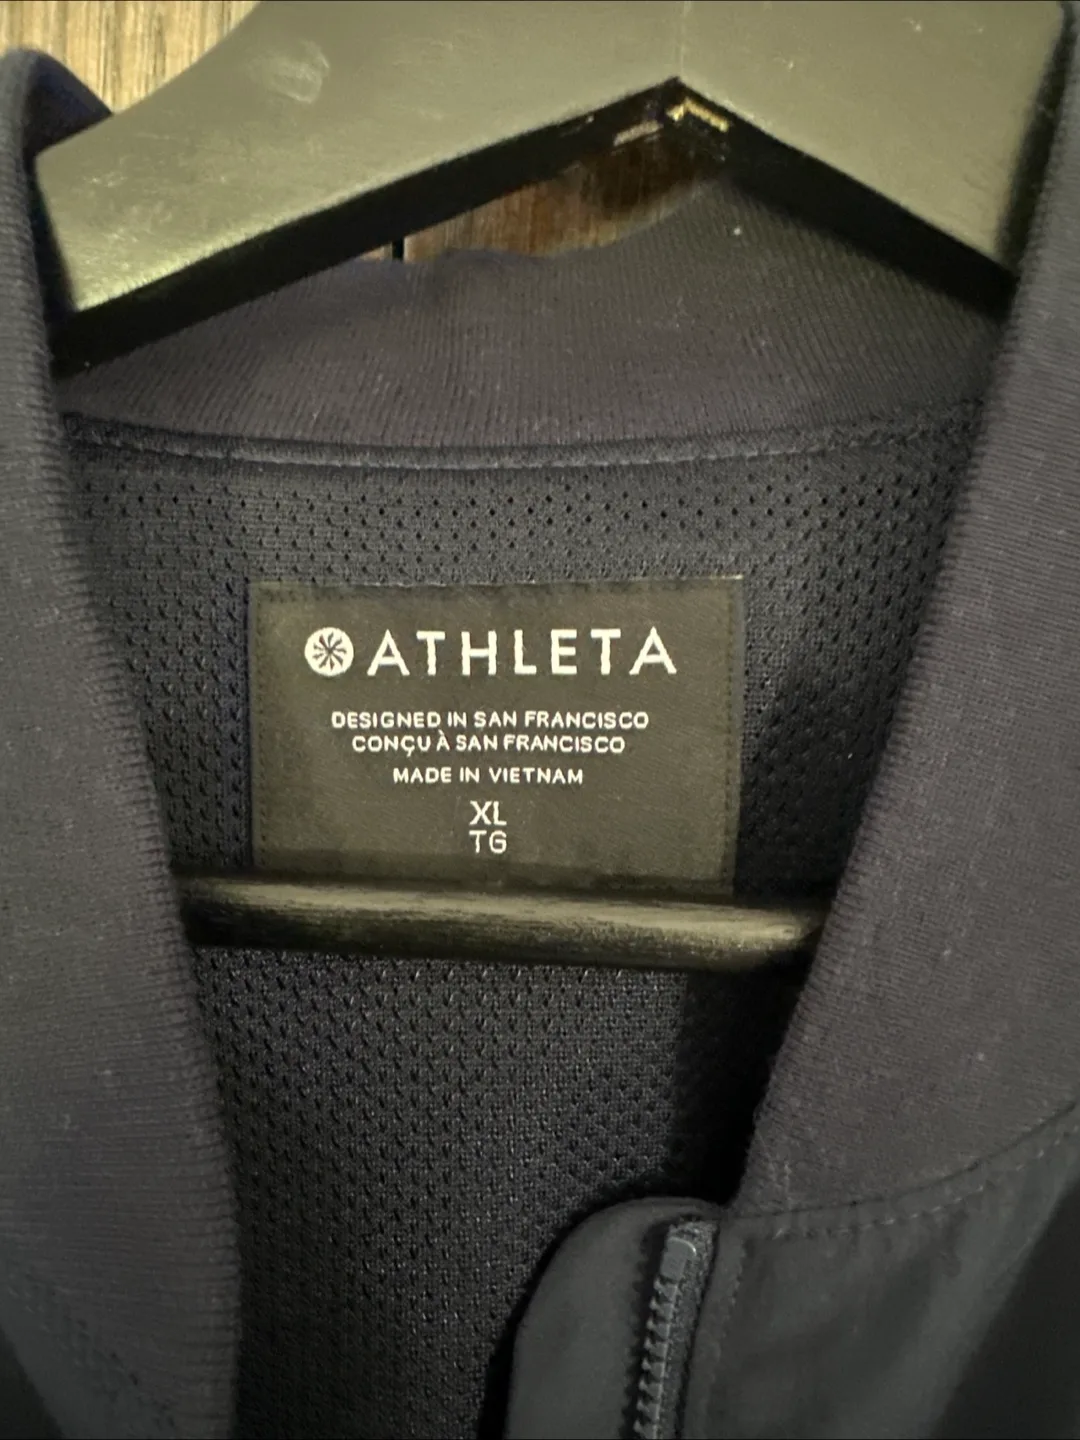 ATHLETA
DESIGNED IN SAN FRANCISCO
CONÇU À SAN FRANCISCO
MADE IN VIETNAM
XL
TG